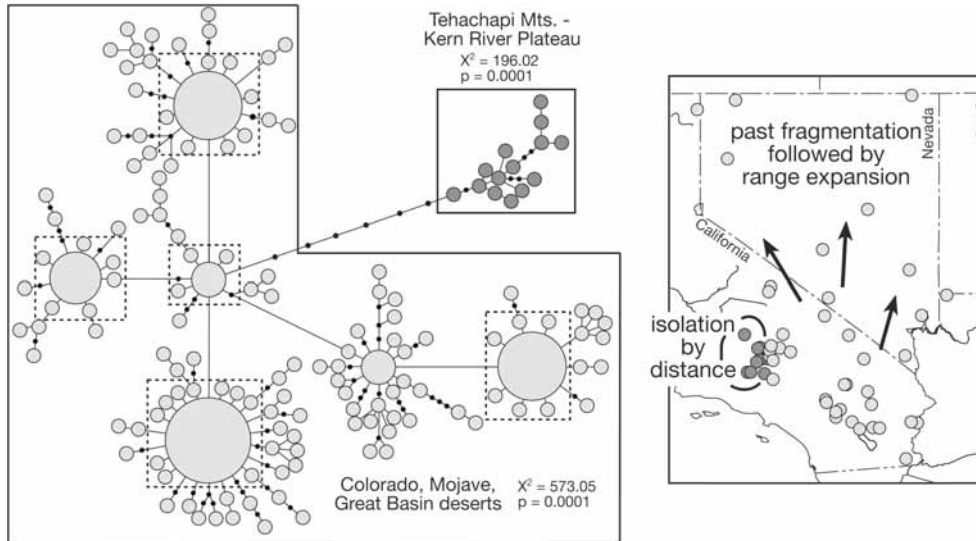 Tehachapi Mts. -
Kern River Plateau
X² = 196.02
p = 0.0001
Colorado, Mojave,
Great Basin deserts
X² = 573.05
p = 0.0001
past fragmentation
followed by
range expansion
Nevada
California
isolation
by
distance